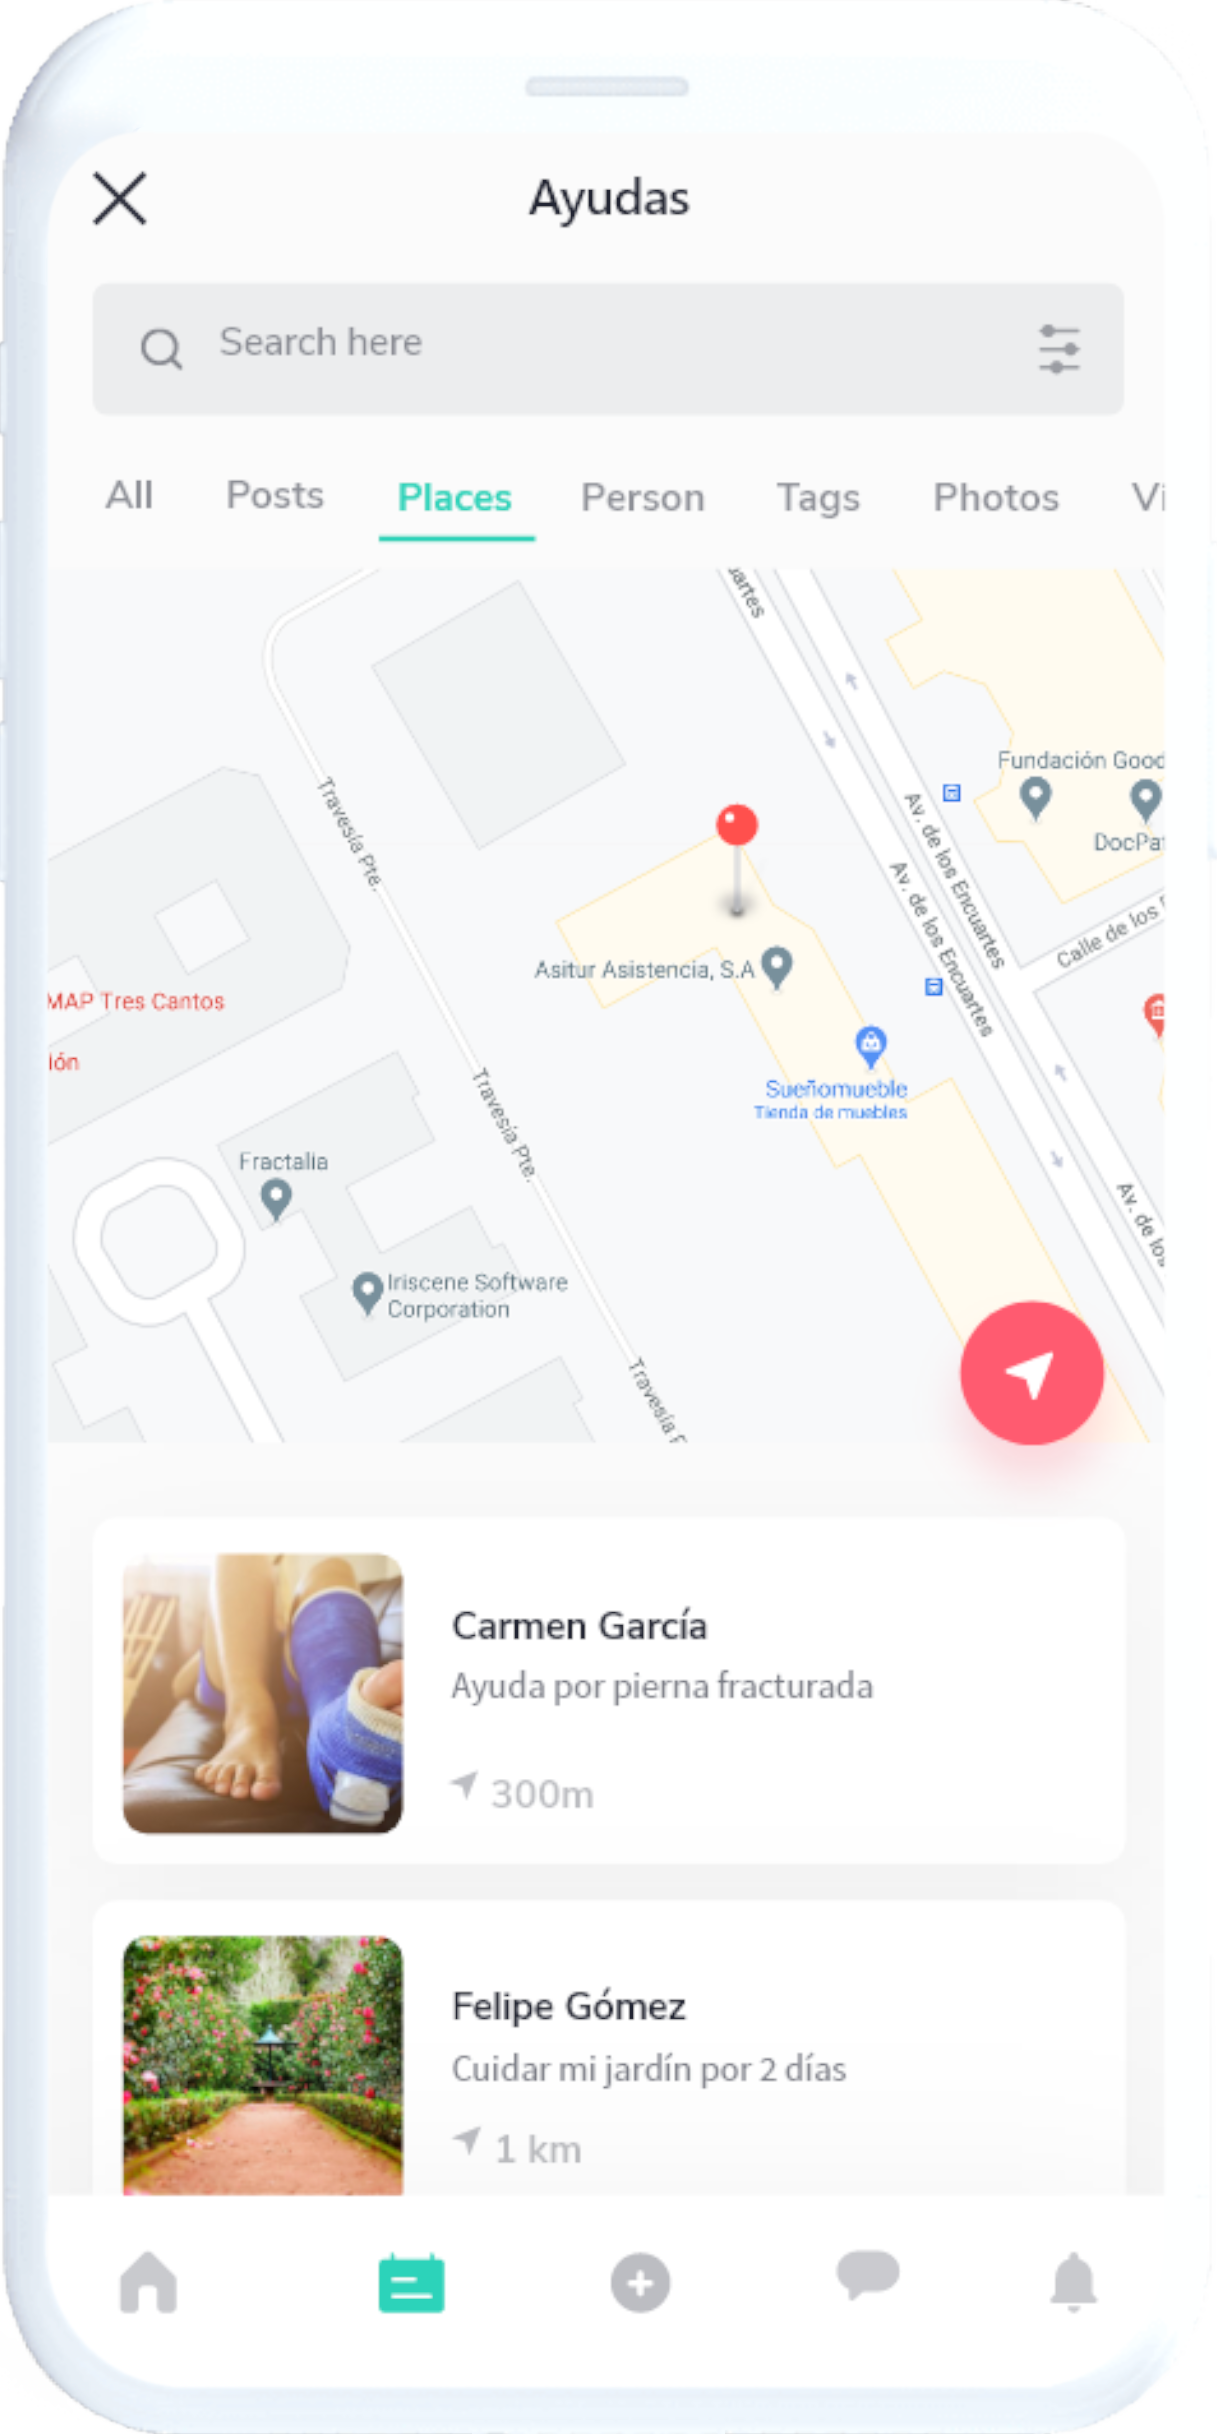 Ayudas
Search here
All Posts Places Person Tags Photos Vi
uartes
Fundación Good
DocPat
Travesía Pte.
Av. de los Encuartes
Av. de los Encuartes
Calle de los
Asitur Asistencia, S.A
MAP Tres Cantos
ión
Sueñomueble
Tienda de muebles
Travesía Pte.
Fractalia
Av. de los
Iriscene Software
Corporation
Travesía P
Carmen García
Ayuda por pierna fracturada
300m
Felipe Gómez
Cuidar mi jardín por 2 días
1 km